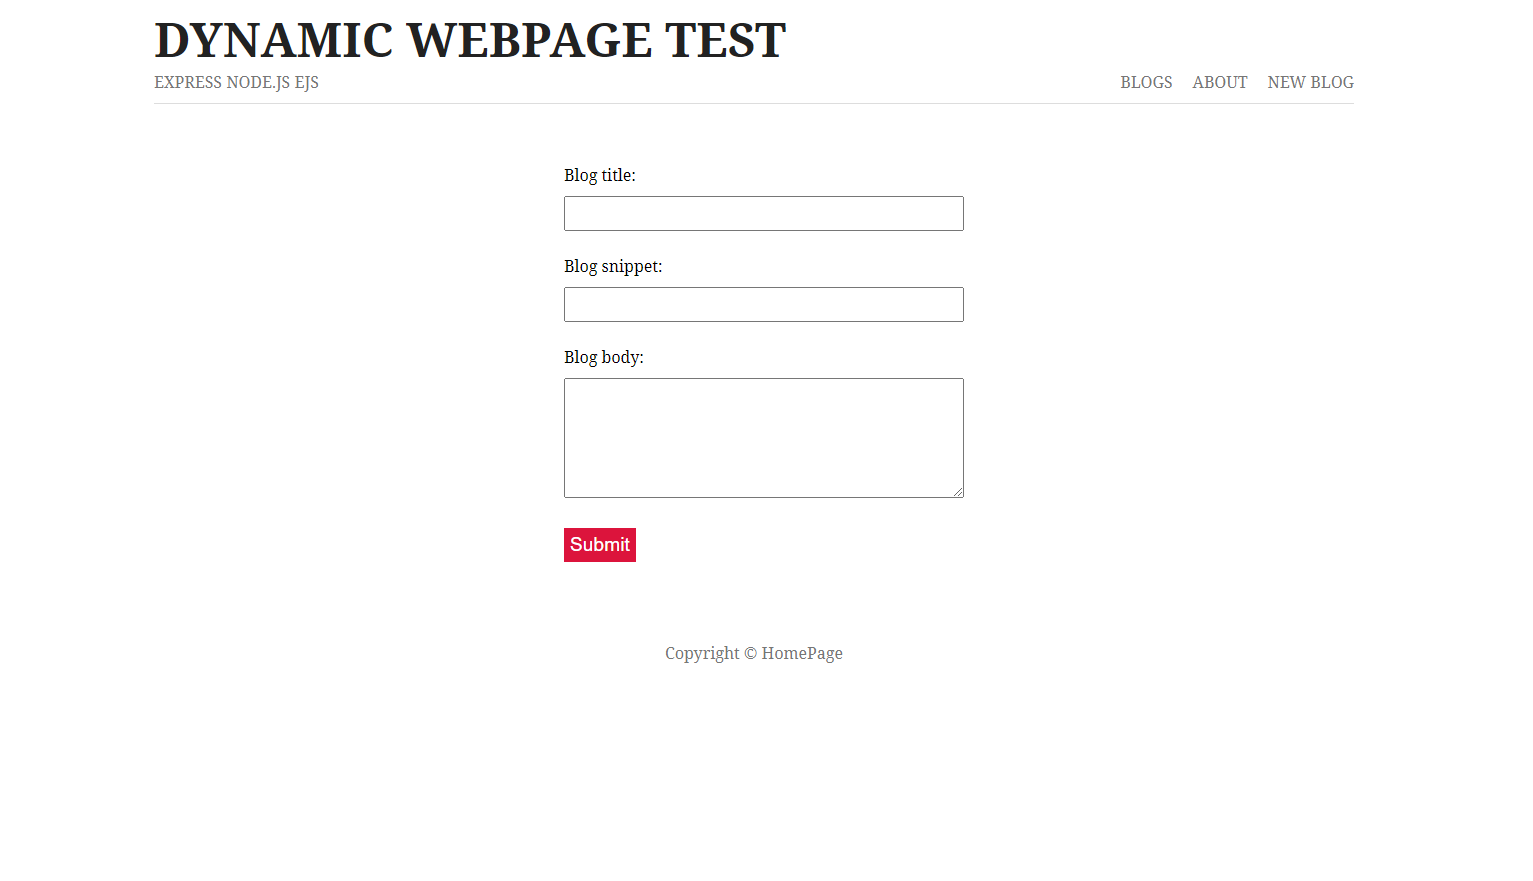 DYNAMIC WEBPAGE TEST
EXPRESS NODE.JS EJS
BLOGS ABOUT NEW BLOG
Blog title:
Blog snippet:
Blog body:
Submit
Copyright © HomePage